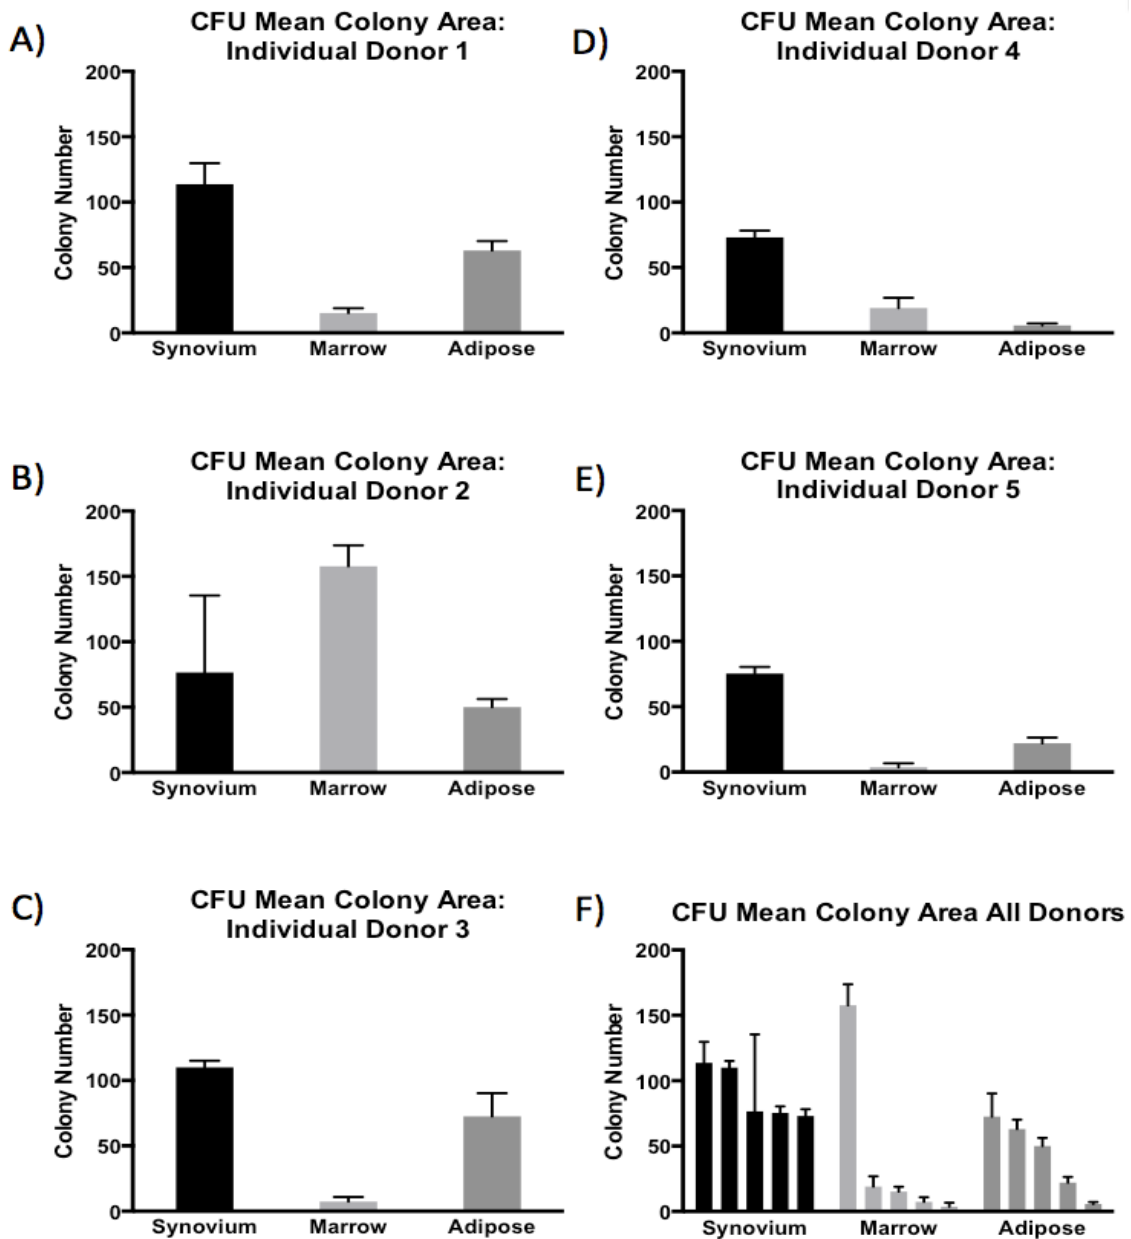 A)
CFU Mean Colony Area:
Individual Donor 1
Colony Number
200
150
100
50
0
Synovium Marrow Adipose
D)
CFU Mean Colony Area:
Individual Donor 4
Colony Number
200
150
100
50
0
Synovium Marrow Adipose
B)
CFU Mean Colony Area:
Individual Donor 2
Colony Number
200
150
100
50
0
Synovium Marrow Adipose
E)
CFU Mean Colony Area:
Individual Donor 5
Colony Number
200
150
100
50
0
Synovium Marrow Adipose
C)
CFU Mean Colony Area:
Individual Donor 3
Colony Number
200
150
100
50
0
Synovium Marrow Adipose
F)
CFU Mean Colony Area All Donors
Colony Number
200
150
100
50
0
Synovium Marrow Adipose